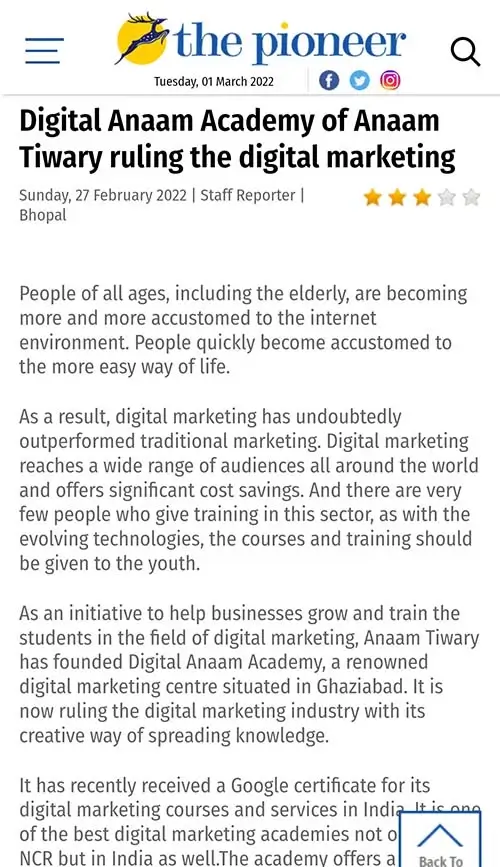 the pioneer
Tuesday, 01 March 2022
Digital Anaam Academy of Anaam
Tiwary ruling the digital marketing
Sunday, 27 February 2022 | Staff Reporter |
Bhopal
People of all ages, including the elderly, are becoming
more and more accustomed to the internet
environment. People quickly become accustomed to
the more easy way of life.
As a result, digital marketing has undoubtedly
outperformed traditional marketing. Digital marketing
reaches a wide range of audiences all around the world
and offers significant cost savings. And there are very
few people who give training in this sector, as with the
evolving technologies, the courses and training should
be given to the youth.
As an initiative to help businesses grow and train the
students in the field of digital marketing, Anaam Tiwary
has founded Digital Anaam Academy, a renowned
digital marketing centre situated in Ghaziabad. It is
now ruling the digital marketing industry with its
creative way of spreading knowledge.
It has recently received a Google certificate for its
digital marketing courses and services in India. It is one
of the best digital marketing academies not o
NCR but in India as well.The academy offers a
Back To